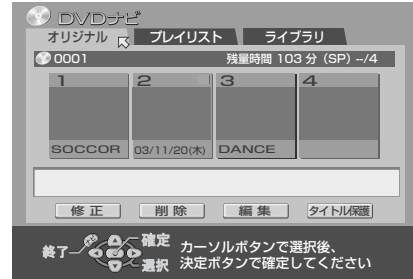 DVDナビ
オリジナル プレイリスト ライブラリ
0001 残量時間 103 分（SP）--/4
1 2 3 4
SOCCOR 03/11/20(木) DANCE
修 正 削 除 編 集 タイトル保護
終了 確定
選択
カーソルボタンで選択後、
決定ボタンで確定してください